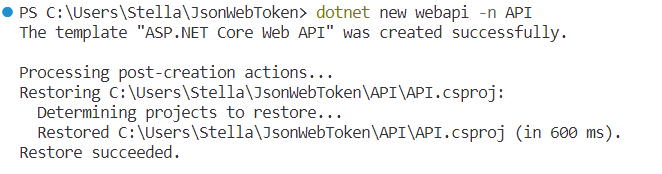 PS C:\Users\Stella\JsonWebToken> dotnet new webapi -n API
The template "ASP.NET Core Web API" was created successfully.
Processing post-creation actions...
Restoring C:\Users\Stella\JsonWebToken\API\API.csproj:
Determining projects to restore...
Restored C:\Users\Stella\JsonWebToken\API\API.csproj (in 600 ms).
Restore succeeded.